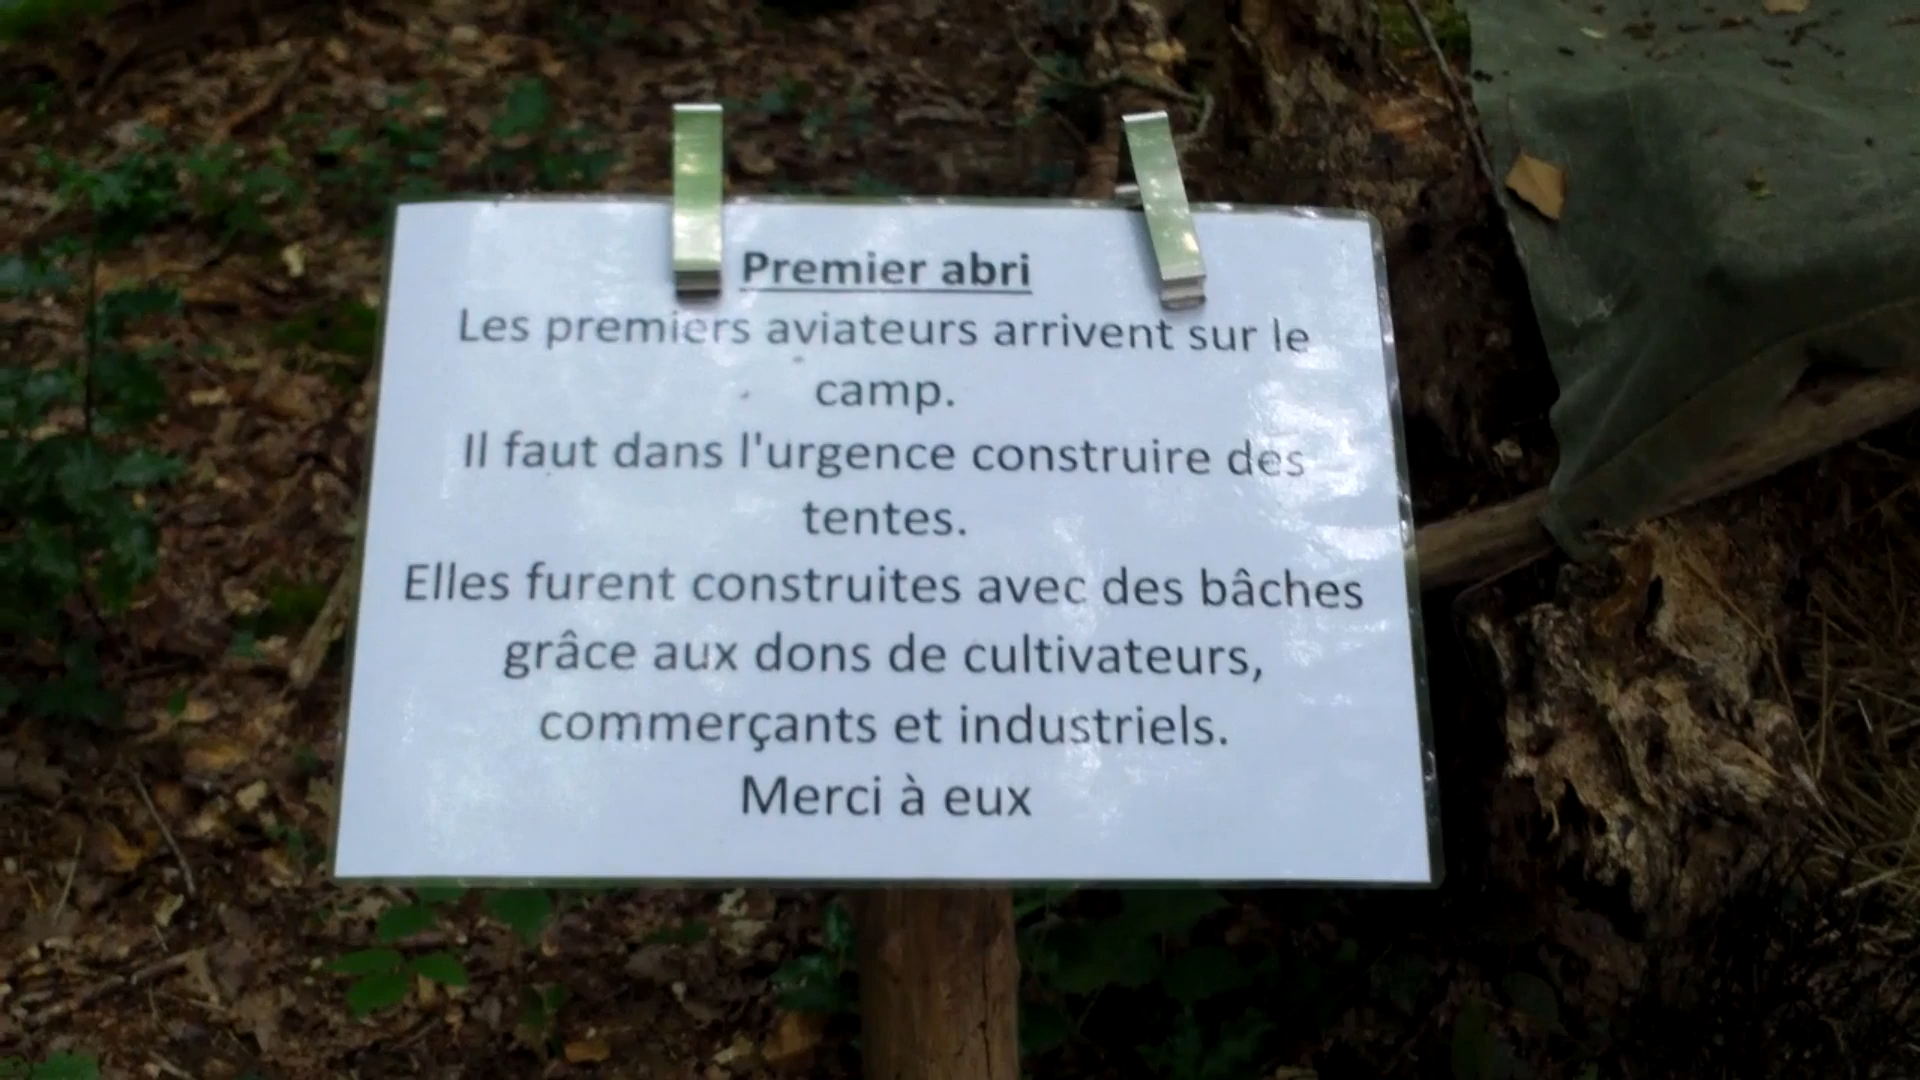 Premier abri
Les premiers aviateurs arrivent sur le
camp.
Il faut dans l'urgence construire des
tentes.
Elles furent construites avec des bâches
grâce aux dons de cultivateurs,
commerçants et industriels.
Merci à eux